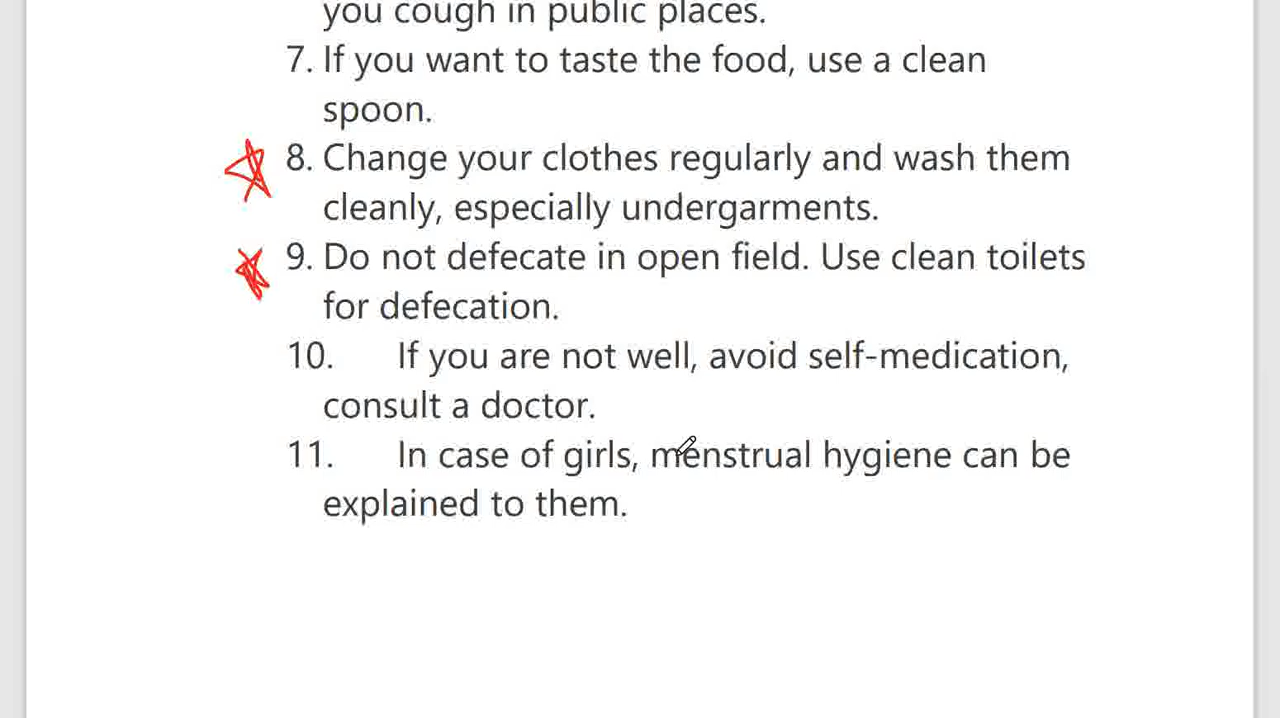 you cough in public places.
7. If you want to taste the food, use a clean
spoon.
8. Change your clothes regularly and wash them
cleanly, especially undergarments.
9. Do not defecate in open field. Use clean toilets
for defecation.
10. If you are not well, avoid self-medication,
consult a doctor.
11. In case of girls, menstrual hygiene can be
explained to them.